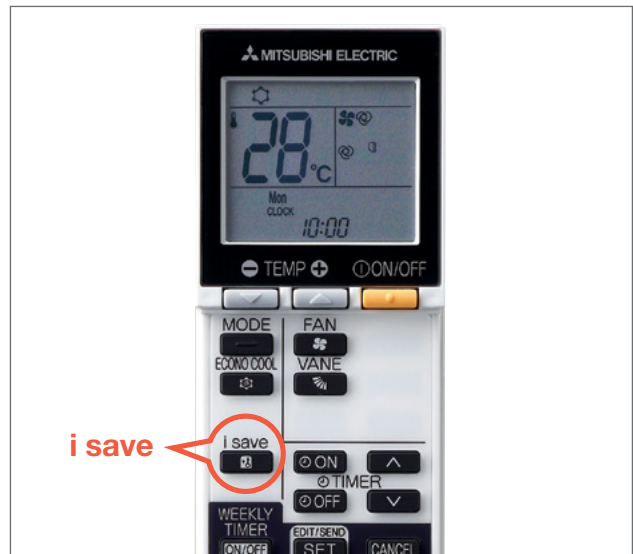 MITSUBISHI ELECTRIC
28°C
Mon
CLOCK
10:00
TEMP ON/OFF
MODE FAN
ECONO COOL VANE
i save
i save
ON
TIMER
OFF
WEEKLY
TIMER
ON/OFF
EDIT/SEND
SET
CANCEL